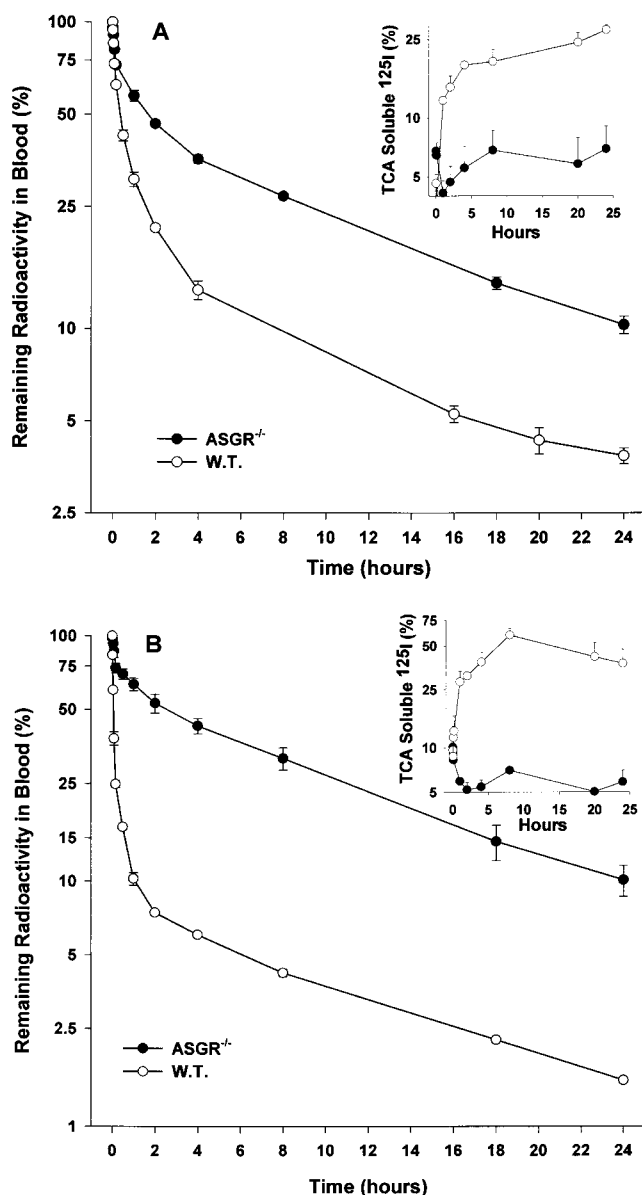 A
100
75
50
25
10
5
2.5
Remaining Radioactivity in Blood (%)
0 2 4 6 8 10 12 14 16 18 20 22 24
Time (hours)
ASGR-/-
W.T.
25
5
TCA Soluble 125I (%)
0 5 10 15 20 25
Hours
B
100
75
50
25
15
10
5
2.5
1
Remaining Radioactivity in Blood (%)
0 2 4 6 8 10 12 14 16 18 20 22 24
Time (hours)
ASGR-/-
W.T.
75
50
25
10
5
TCA Soluble 125I (%)
0 5 10 15 20 25
Hours